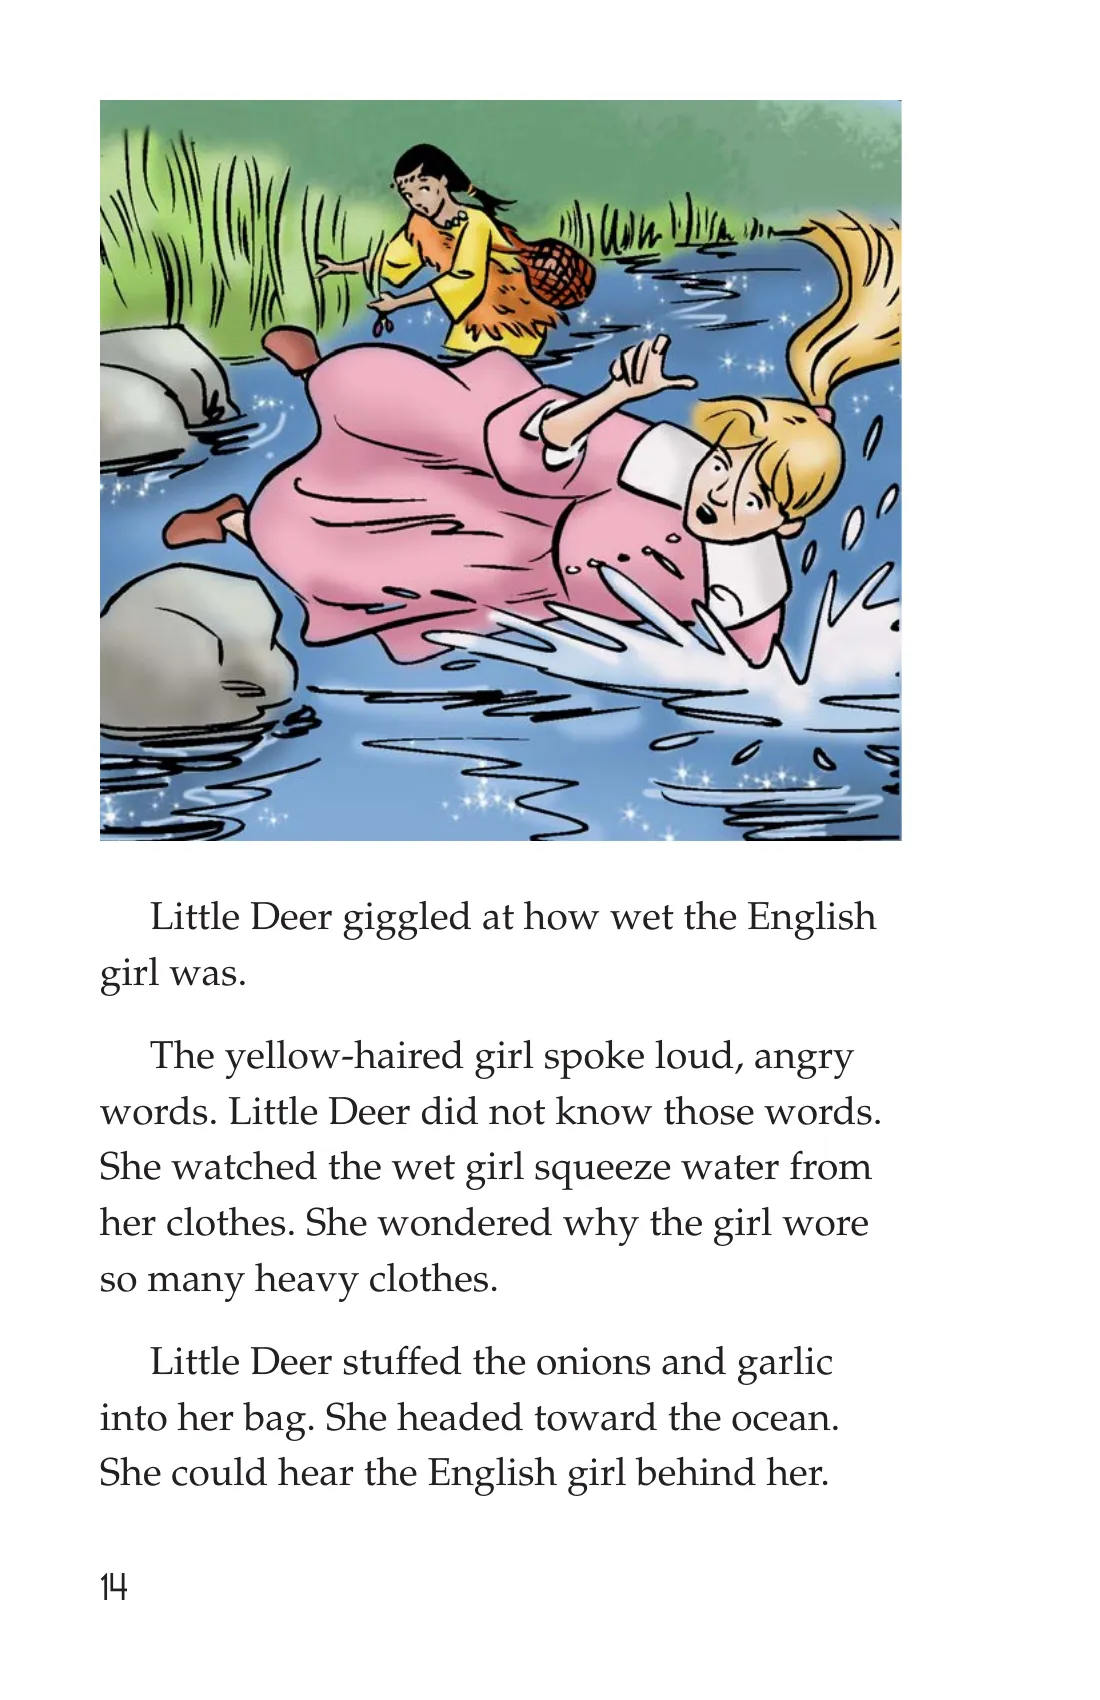 Little Deer giggled at how wet the English
girl was.
The yellow-haired girl spoke loud, angry
words. Little Deer did not know those words.
She watched the wet girl squeeze water from
her clothes. She wondered why the girl wore
so many heavy clothes.
Little Deer stuffed the onions and garlic
into her bag. She headed toward the ocean.
She could hear the English girl behind her.
14